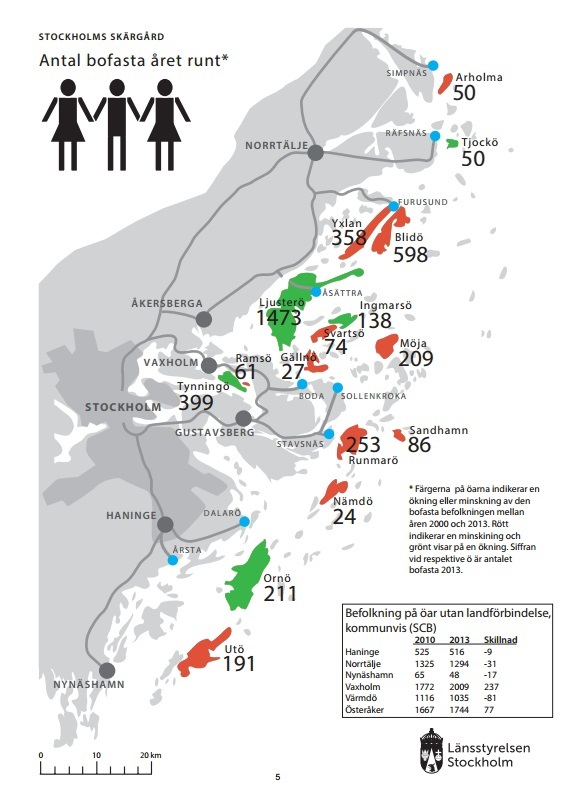 STOCKHOLMS SKÄRGÅRD
Antal bofasta året runt*
SIMPNÄS
Arholma
50
RÄFSNÄS
Tjockö
50
NORRTÄLJE
FURUSUND
Yxlan
358
Blidö
598
Ljusterö
1473
ÅSÄTTRA
Ingmarsö
138
ÅKERSBERGA
Svartsö
74
Möja
209
VAXHOLM
Ramsö
61
Gällnö
27
Tynningö
399
BODA
SOLLENKROKA
STOCKHOLM
GUSTAVSBERG
STAVSNÄS
253
Runmarö
Sandhamn
86
Nämdö
24
* Färgerna på öarna indikerar en
ökning eller minskning av den
bofasta befolkningen mellan
åren 2000 och 2013. Rött
indikerar en minskining och
grönt visar på en ökning. Siffran
vid respektive ö är antalet
bofasta 2013.
HANINGE
DALARÖ
ÅRSTA
Ornö
211
Utö
191
NYNÄSHAMN
Befolkning på öar utan landförbindelse,
kommunvis (SCB)
2010 2013 Skillnad
Haninge 525 516 -9
Norrtälje 1325 1294 -31
Nynäshamn 65 48 -17
Vaxholm 1772 2009 237
Värmdö 1116 1035 -81
Österåker 1667 1744 77
0 10 20 km
Länsstyrelsen
Stockholm
5